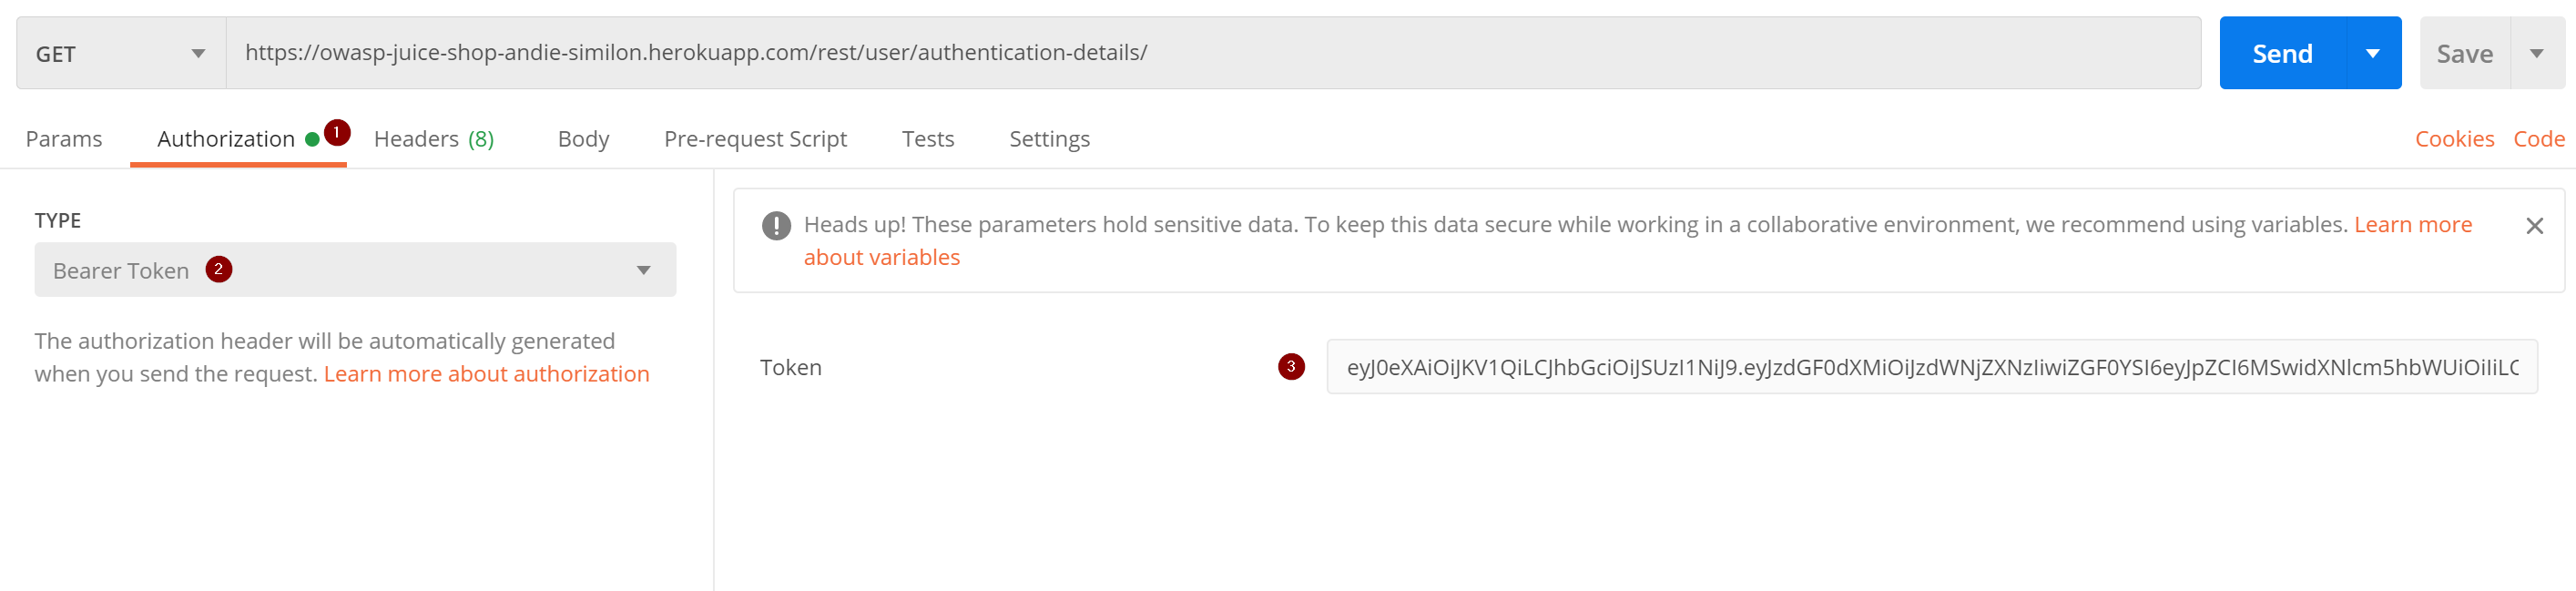 GET https://owasp-juice-shop-andie-similon.herokuapp.com/rest/user/authentication-details/ Send Save
Params Authorization 1 Headers (8) Body Pre-request Script Tests Settings Cookies Code
TYPE
Bearer Token 2
The authorization header will be automatically generated
when you send the request. Learn more about authorization
Heads up! These parameters hold sensitive data. To keep this data secure while working in a collaborative environment, we recommend using variables. Learn more
about variables
Token 3 eyJ0eXAiOiJKV1QiLCJhbGciOiJSUzI1NiJ9.eyJzdGF0dXMiOiJzdWNjZXNzIiwiZGF0YSI6eyJpZCI6MSwidXNlcm5hbWUiOiIiLC